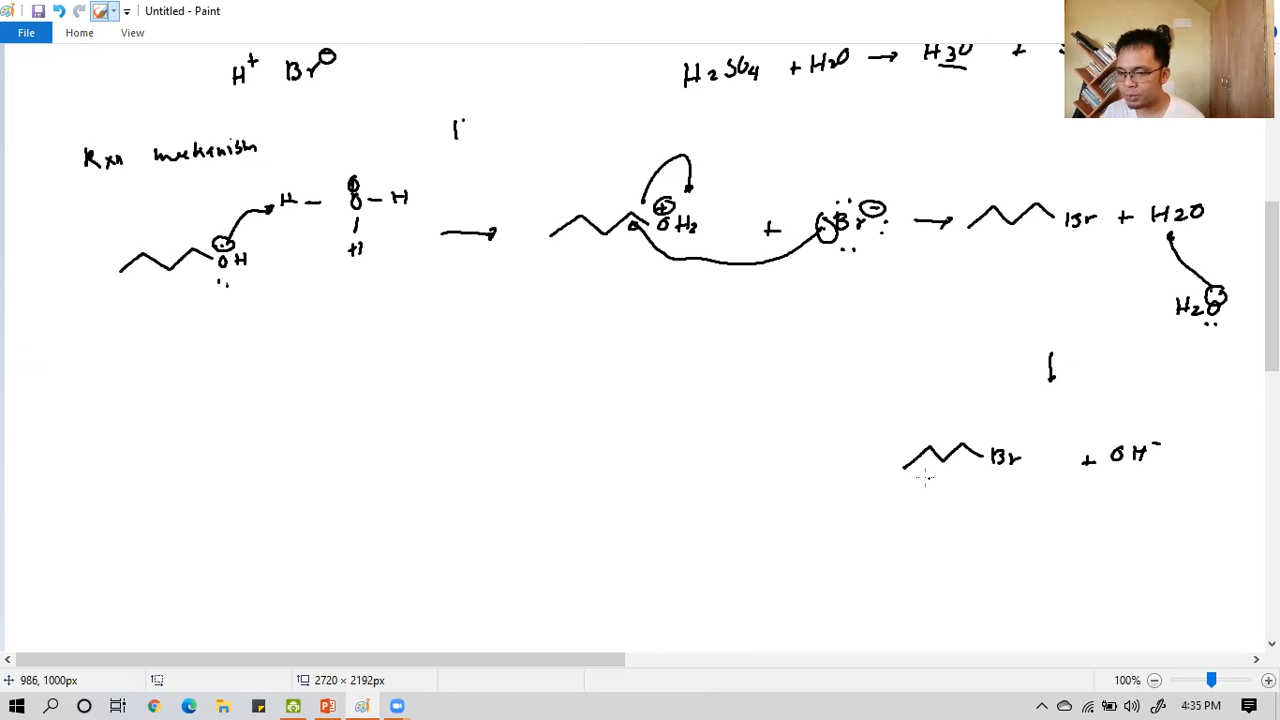 Untitled - Paint
File Home View
H+ Br⊖
H2SO4 + H2O → H3O +
Rxn mechanism
H – O – H
H
OH
→
⊕
OH2 + Br⊖ → Br + H2O
H2O
Br + OH-
986, 1000px
2720 × 2192px
100%
4:35 PM